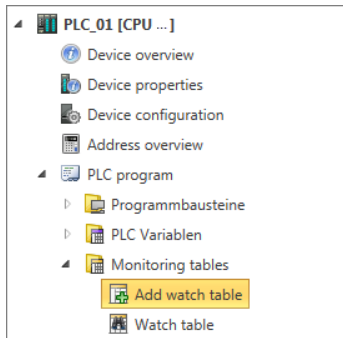 PLC_01 [CPU ... ]
Device overview
Device properties
Device configuration
Address overview
PLC program
Programmbausteine
PLC Variablen
Monitoring tables
Add watch table
Watch table